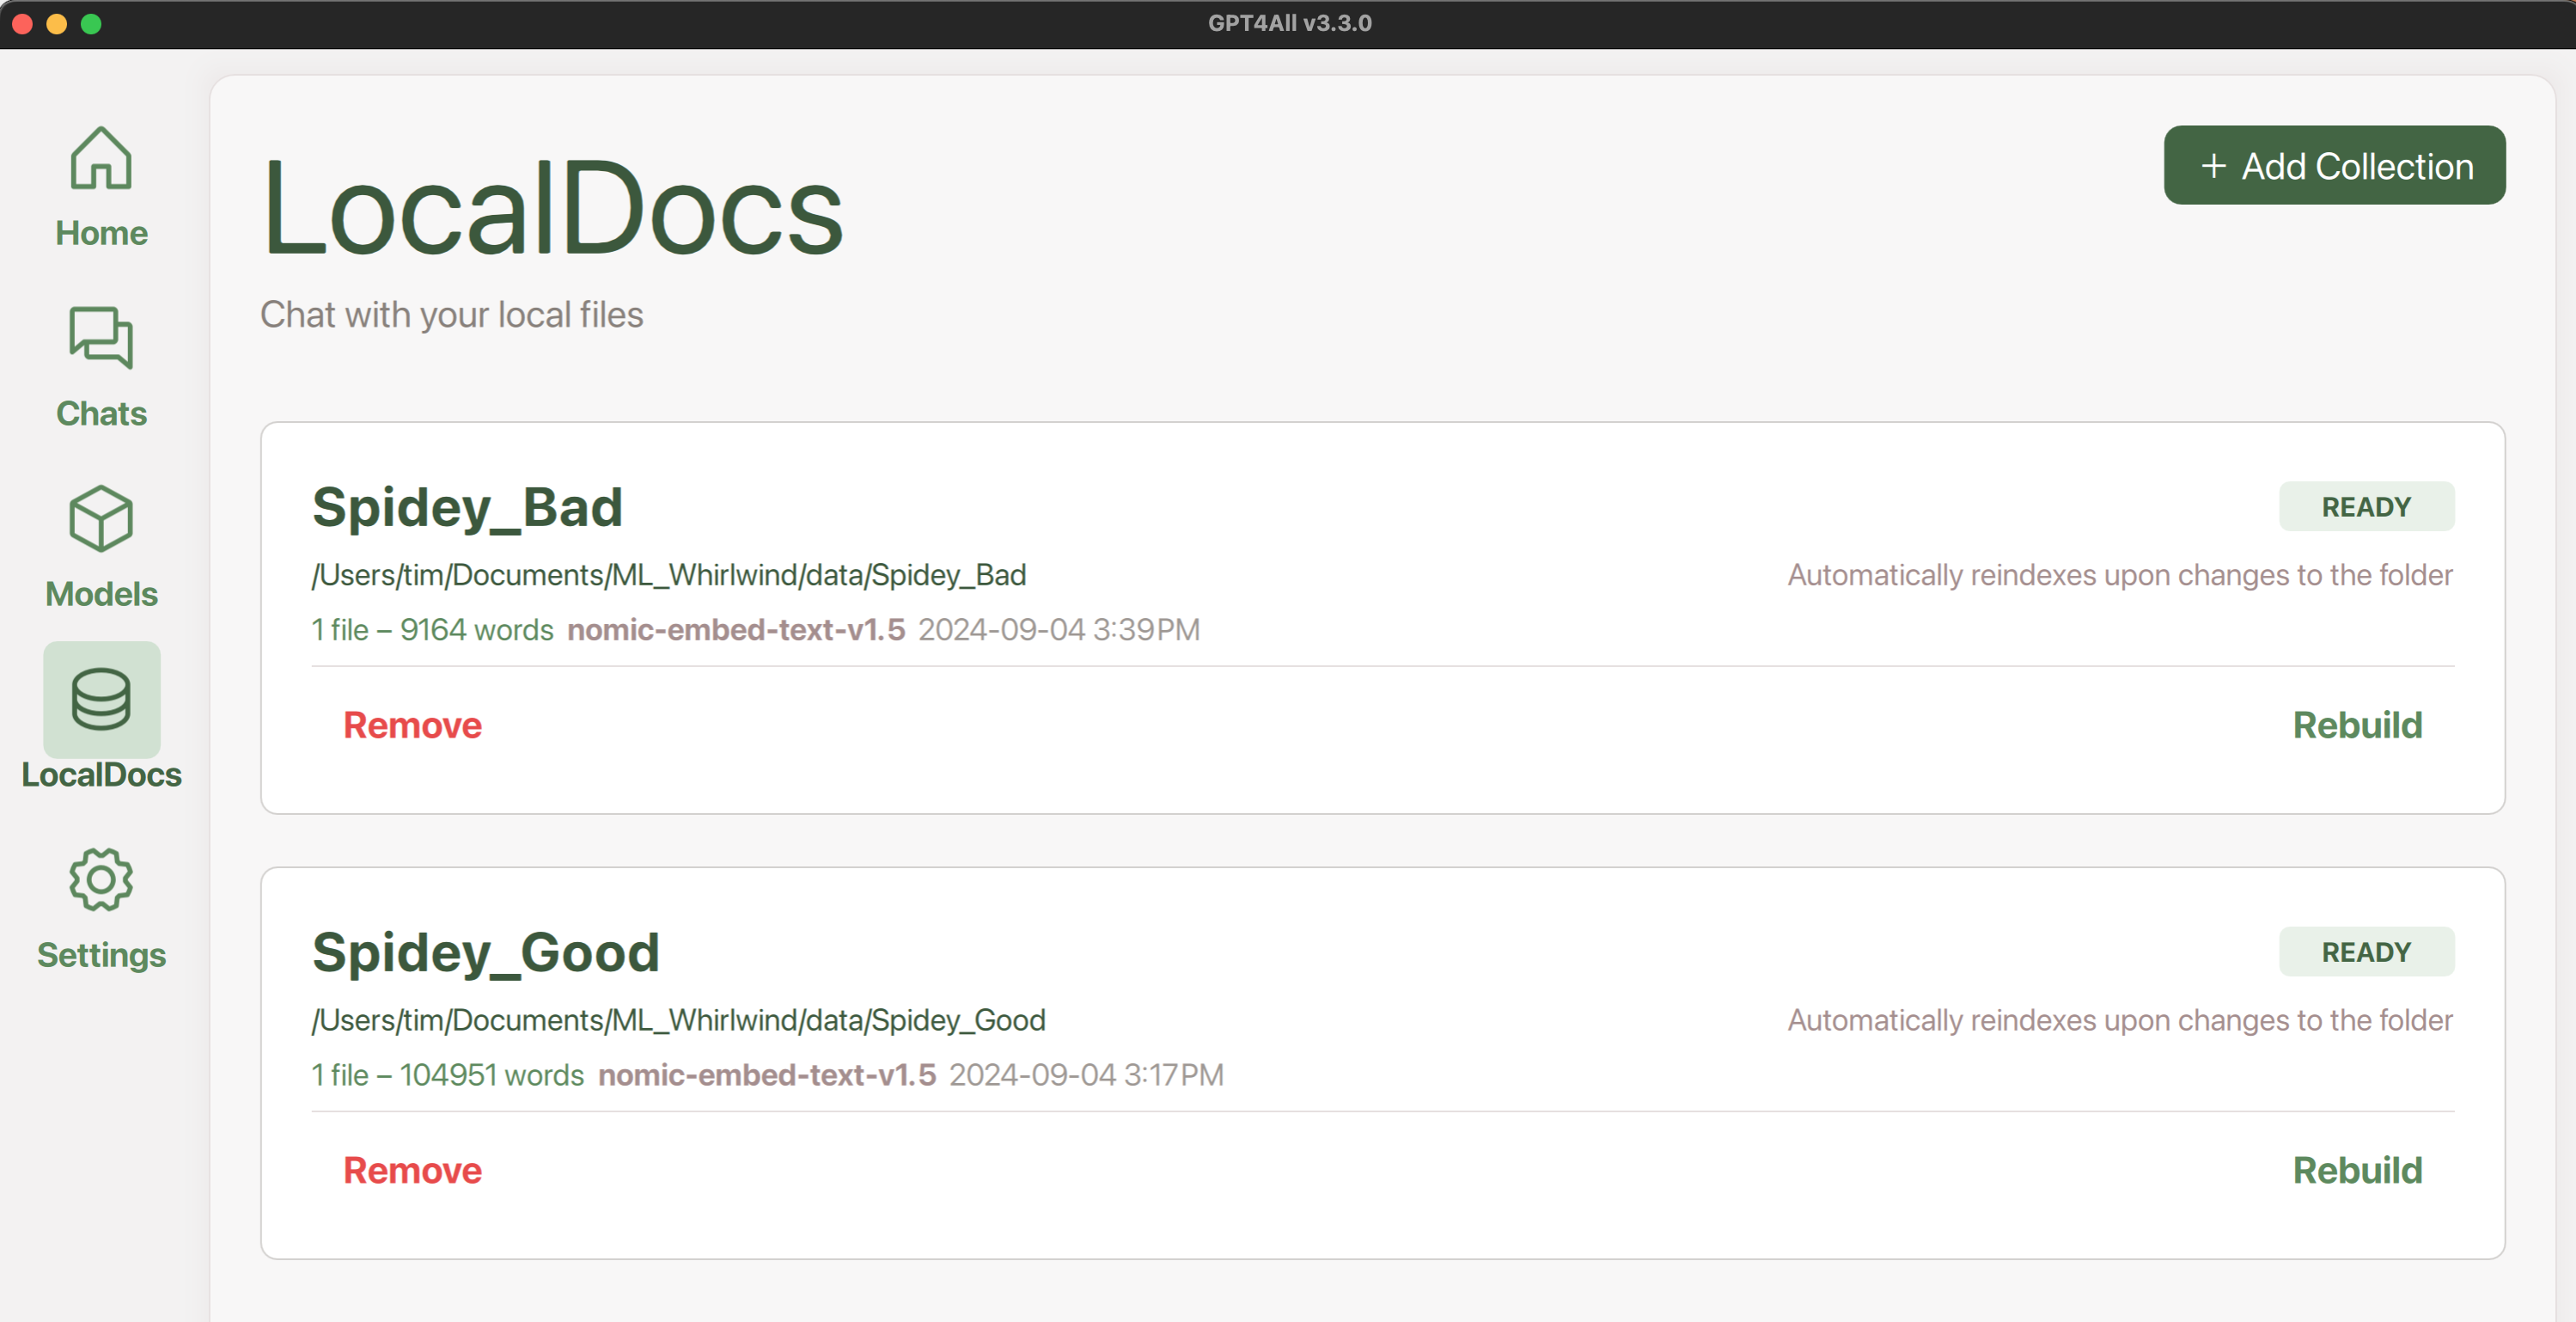 GPT4All v3.3.0
Home
Chats
Models
LocalDocs
Settings
LocalDocs
+ Add Collection
Chat with your local files
Spidey_Bad
READY
/Users/tim/Documents/ML_Whirlwind/data/Spidey_Bad
Automatically reindexes upon changes to the folder
1 file – 9164 words nomic-embed-text-v1.5 2024-09-04 3:39 PM
Remove
Rebuild
Spidey_Good
READY
/Users/tim/Documents/ML_Whirlwind/data/Spidey_Good
Automatically reindexes upon changes to the folder
1 file – 104951 words nomic-embed-text-v1.5 2024-09-04 3:17 PM
Remove
Rebuild